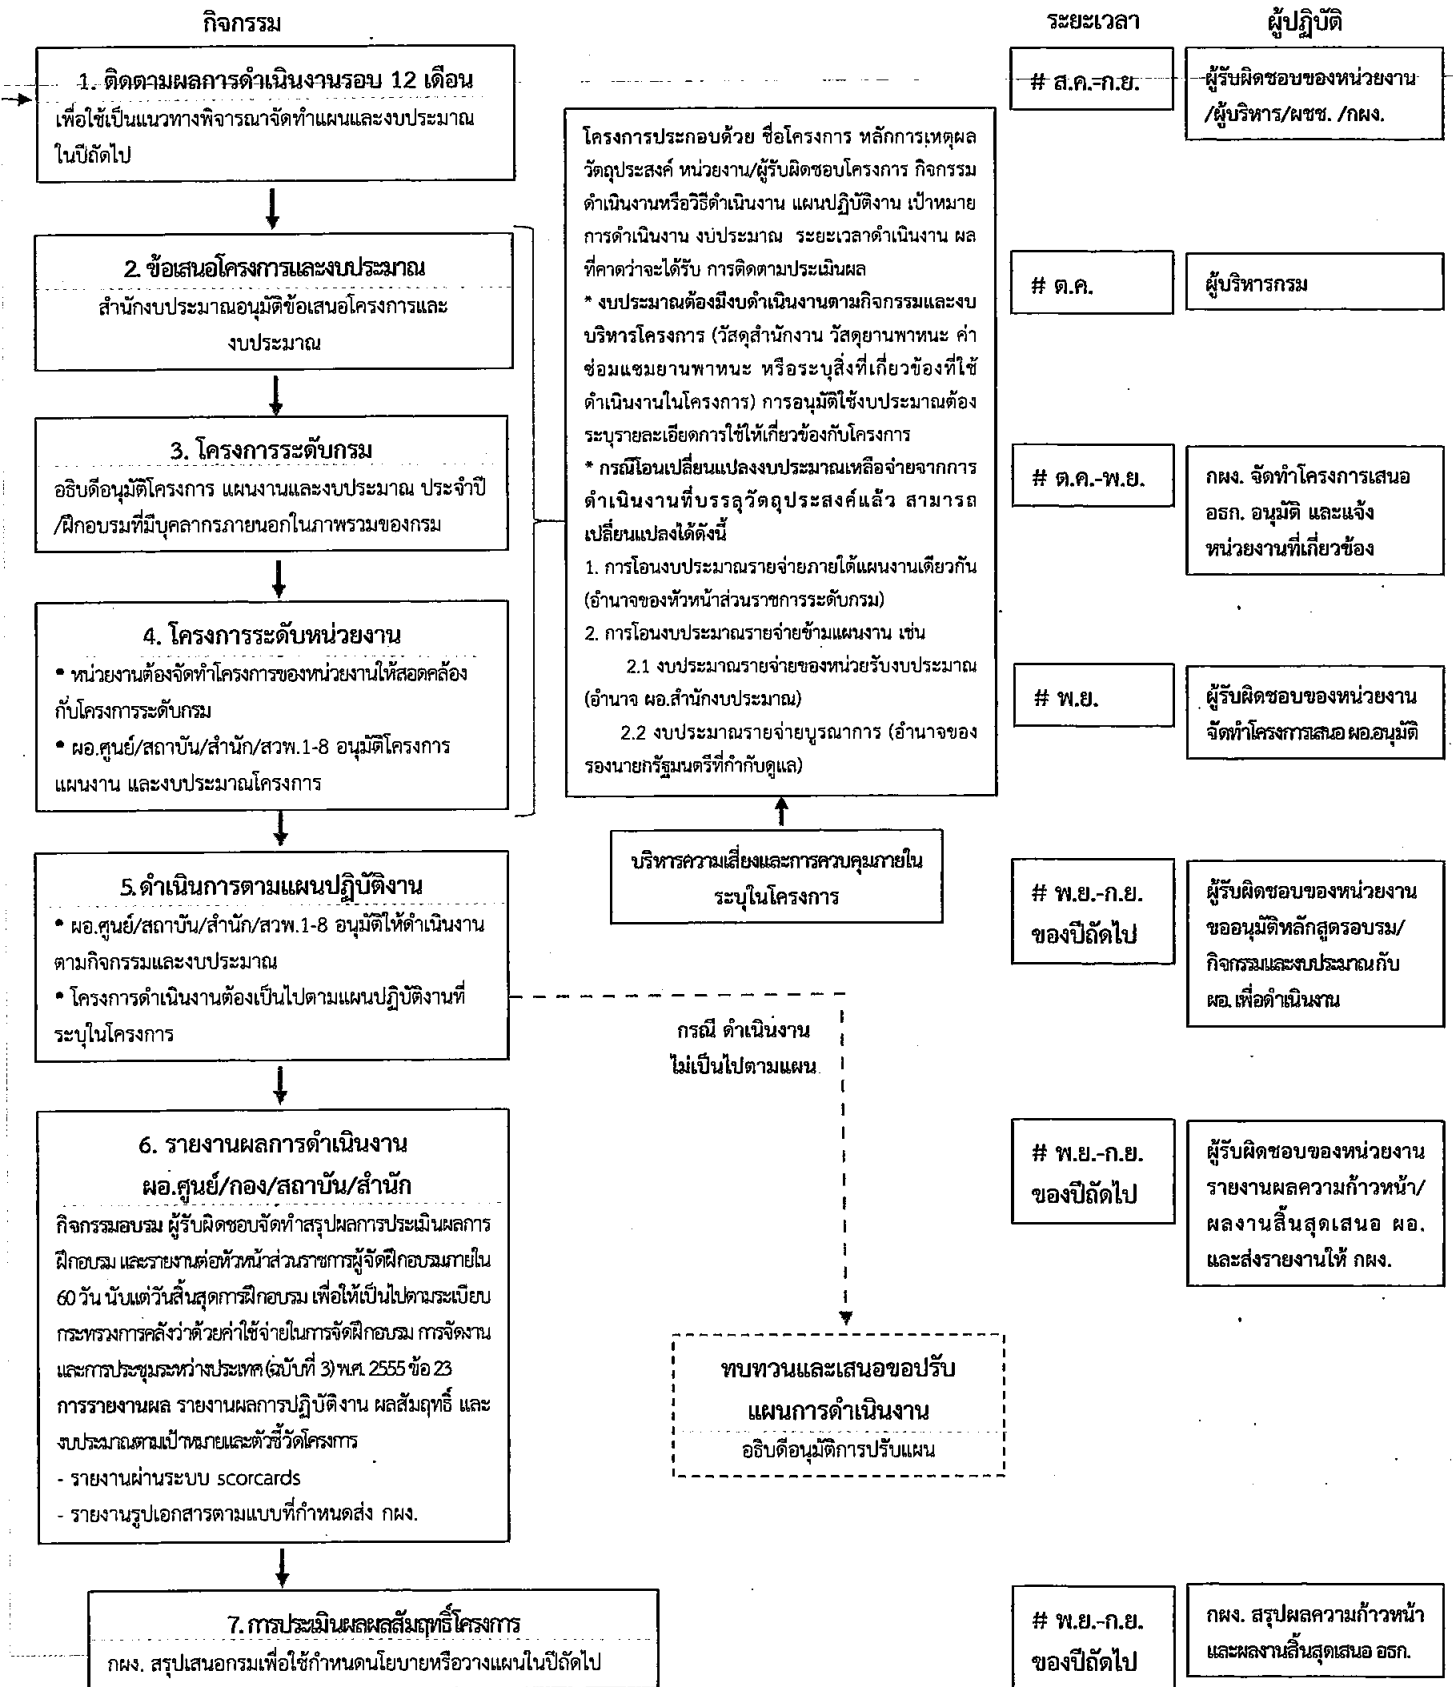 กิจกรรม
ระยะเวลา
ผู้ปฏิบัติ
1. ติดตามผลการดำเนินงานรอบ 12 เดือน
เพื่อใช้เป็นแนวทางพิจารณาจัดทำแผนและงบประมาณ
ในปีถัดไป
# ส.ค.-ก.ย.
ผู้รับผิดชอบของหน่วยงาน
/ผู้บริหาร/ผชช. /กผง.
2. ข้อเสนอโครงการและงบประมาณ
สำนักงบประมาณอนุมัติข้อเสนอโครงการและ
งบประมาณ
# ต.ค.
ผู้บริหารกรม
3. โครงการระดับกรม
อธิบดีอนุมัติโครงการ แผนงานและงบประมาณ ประจำปี
/ฝึกอบรมที่มีบุคลากรภายนอกในภาพรวมของกรม
# ต.ค.-พ.ย.
กผง. จัดทำโครงการเสนอ
อธก. อนุมัติ และแจ้ง
หน่วยงานที่เกี่ยวข้อง
4. โครงการระดับหน่วยงาน
• หน่วยงานต้องจัดทำโครงการของหน่วยงานให้สอดคล้อง
กับโครงการระดับกรม
• ผอ.ศูนย์/สถาบัน/สำนัก/สวพ.1-8 อนุมัติโครงการ
แผนงาน และงบประมาณโครงการ
# พ.ย.
ผู้รับผิดชอบของหน่วยงาน
จัดทำโครงการเสนอ ผอ.อนุมัติ
โครงการประกอบด้วย ชื่อโครงการ หลักการเหตุผล
วัตถุประสงค์ หน่วยงาน/ผู้รับผิดชอบโครงการ กิจกรรม
ดำเนินงานหรือวิธีดำเนินงาน แผนปฏิบัติงาน เป้าหมาย
การดำเนินงาน งบประมาณ ระยะเวลาดำเนินงาน ผล
ที่คาดว่าจะได้รับ การติดตามประเมินผล
* งบประมาณต้องมีงบดำเนินงานตามกิจกรรมและงบ
บริหารโครงการ (วัสดุสำนักงาน วัสดุยานพาหนะ ค่า
ซ่อมแซมยานพาหนะ หรือระบุสิ่งที่เกี่ยวข้องที่ใช้
ดำเนินงานในโครงการ) การอนุมัติใช้งบประมาณต้อง
ระบุรายละเอียดการใช้ให้เกี่ยวข้องกับโครงการ
* กรณีโอนเปลี่ยนแปลงงบประมาณเหลือจ่ายจากการ
ดำเนินงานที่บรรลุวัตถุประสงค์แล้ว สามารถ
เปลี่ยนแปลงได้ดังนี้
1. การโอนงบประมาณรายจ่ายภายใต้แผนงานเดียวกัน
(อำนาจของหัวหน้าส่วนราชการระดับกรม)
2. การโอนงบประมาณรายจ่ายข้ามแผนงาน เช่น
2.1 งบประมาณรายจ่ายของหน่วยรับงบประมาณ
(อำนาจ ผอ.สำนักงบประมาณ)
2.2 งบประมาณรายจ่ายบูรณาการ (อำนาจของ
รองนายกรัฐมนตรีที่กำกับดูแล)
บริหารความเสี่ยงและการควบคุมภายใน
ระบุในโครงการ
5. ดำเนินการตามแผนปฏิบัติงาน
• ผอ.ศูนย์/สถาบัน/สำนัก/สวพ.1-8 อนุมัติให้ดำเนินงาน
ตามกิจกรรมและงบประมาณ
• โครงการดำเนินงานต้องเป็นไปตามแผนปฏิบัติงานที่
ระบุในโครงการ
# พ.ย.-ก.ย.
ของปีถัดไป
ผู้รับผิดชอบของหน่วยงาน
ขออนุมัติหลักสูตรอบรม/
กิจกรรมและงบประมาณ กับ
ผอ. เพื่อดำเนินงาน
กรณี ดำเนินงาน
ไม่เป็นไปตามแผน
6. รายงานผลการดำเนินงาน
ผอ.ศูนย์/กอง/สถาบัน/สำนัก
กิจกรรมอบรม ผู้รับผิดชอบจัดทำสรุปผลการประเมินผลการ
ฝึกอบรม และรายงานต่อหัวหน้าส่วนราชการผู้จัดฝึกอบรมภายใน
60 วัน นับแต่วันสิ้นสุดการฝึกอบรม เพื่อให้เป็นไปตามระเบียบ
กระทรวงการคลังว่าด้วยค่าใช้จ่ายในการจัดฝึกอบรม การจัดงาน
และการประชุมระหว่างประเทศ (ฉบับที่ 3) พ.ศ. 2555 ข้อ 23
การรายงานผล รายงานผลการปฏิบัติงาน ผลสัมฤทธิ์ และ
งบประมาณตามเป้าหมายและตัวชี้วัดโครงการ
- รายงานผ่านระบบ scorcards
- รายงานรูปเอกสารตามแบบที่กำหนดส่ง กผง.
# พ.ย.-ก.ย.
ของปีถัดไป
ผู้รับผิดชอบของหน่วยงาน
รายงานผลความก้าวหน้า/
ผลงานสิ้นสุดเสนอ ผอ.
และส่งรายงานให้ กผง.
ทบทวนและเสนอขอปรับ
แผนการดำเนินงาน
อธิบดีอนุมัติการปรับแผน
7. การประเมินผลผลสัมฤทธิ์โครงการ
กผง. สรุปเสนอกรมเพื่อใช้กำหนดนโยบายหรือวางแผนในปีถัดไป
# พ.ย.-ก.ย.
ของปีถัดไป
กผง. สรุปผลความก้าวหน้า
และผลงานสิ้นสุดเสนอ อธก.